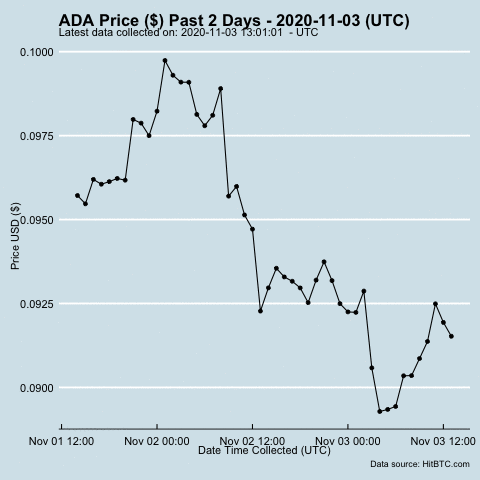 ADA Price ($) Past 2 Days - 2020-11-03 (UTC)
Latest data collected on: 2020-11-03 13:01:01 - UTC
0.1000
0.0975
0.0950
0.0925
0.0900
Price USD ($)
Nov 01 12:00 Nov 02 00:00 Nov 02 12:00 Nov 03 00:00 Nov 03 12:00
Date Time Collected (UTC)
Data source: HitBTC.com